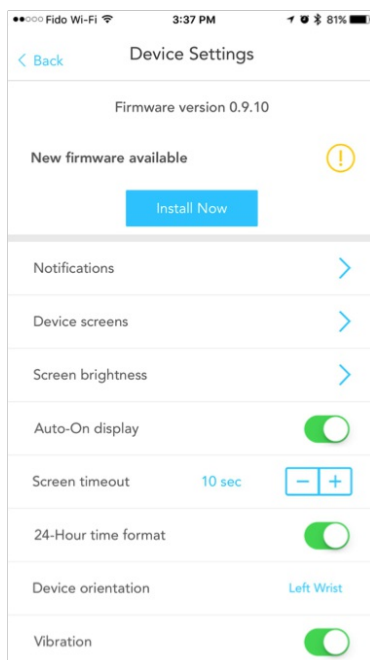 Fido Wi-Fi 3:37 PM 81%
Back Device Settings
Firmware version 0.9.10
New firmware available !
Install Now
Notifications
Device screens
Screen brightness
Auto-On display
Screen timeout 10 sec − +
24-Hour time format
Device orientation Left Wrist
Vibration